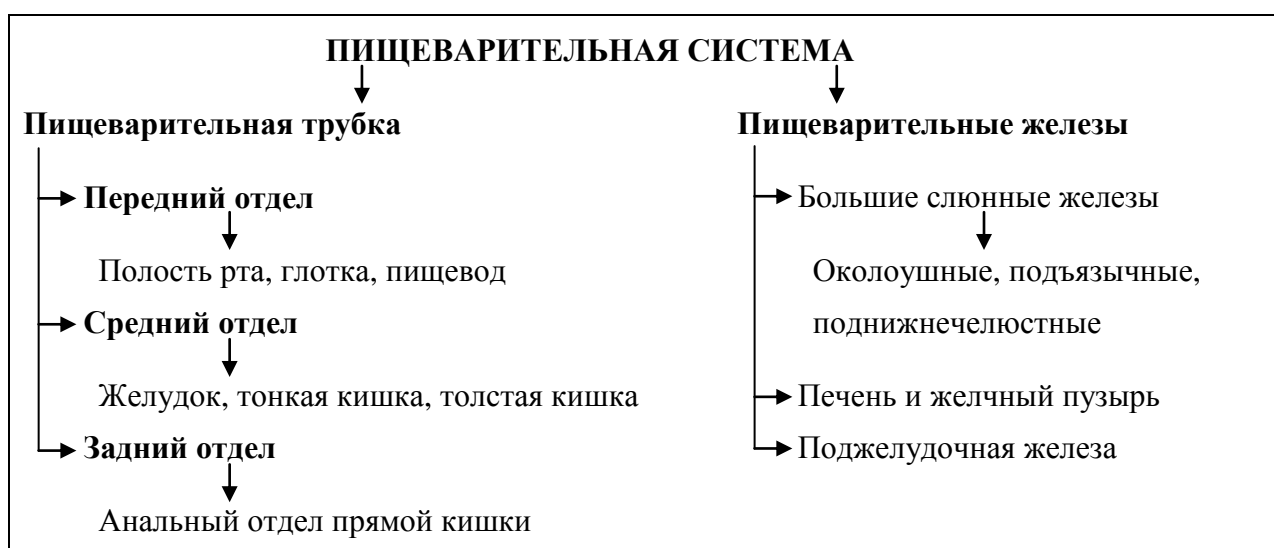 ПИЩЕВАРИТЕЛЬНАЯ СИСТЕМА
Пищеварительная трубка
Передний отдел
Полость рта, глотка, пищевод
Средний отдел
Желудок, тонкая кишка, толстая кишка
Задний отдел
Анальный отдел прямой кишки
Пищеварительные железы
Большие слюнные железы
Околоушные, подъязычные,
поднижнечелюстные
Печень и желчный пузырь
Поджелудочная железа